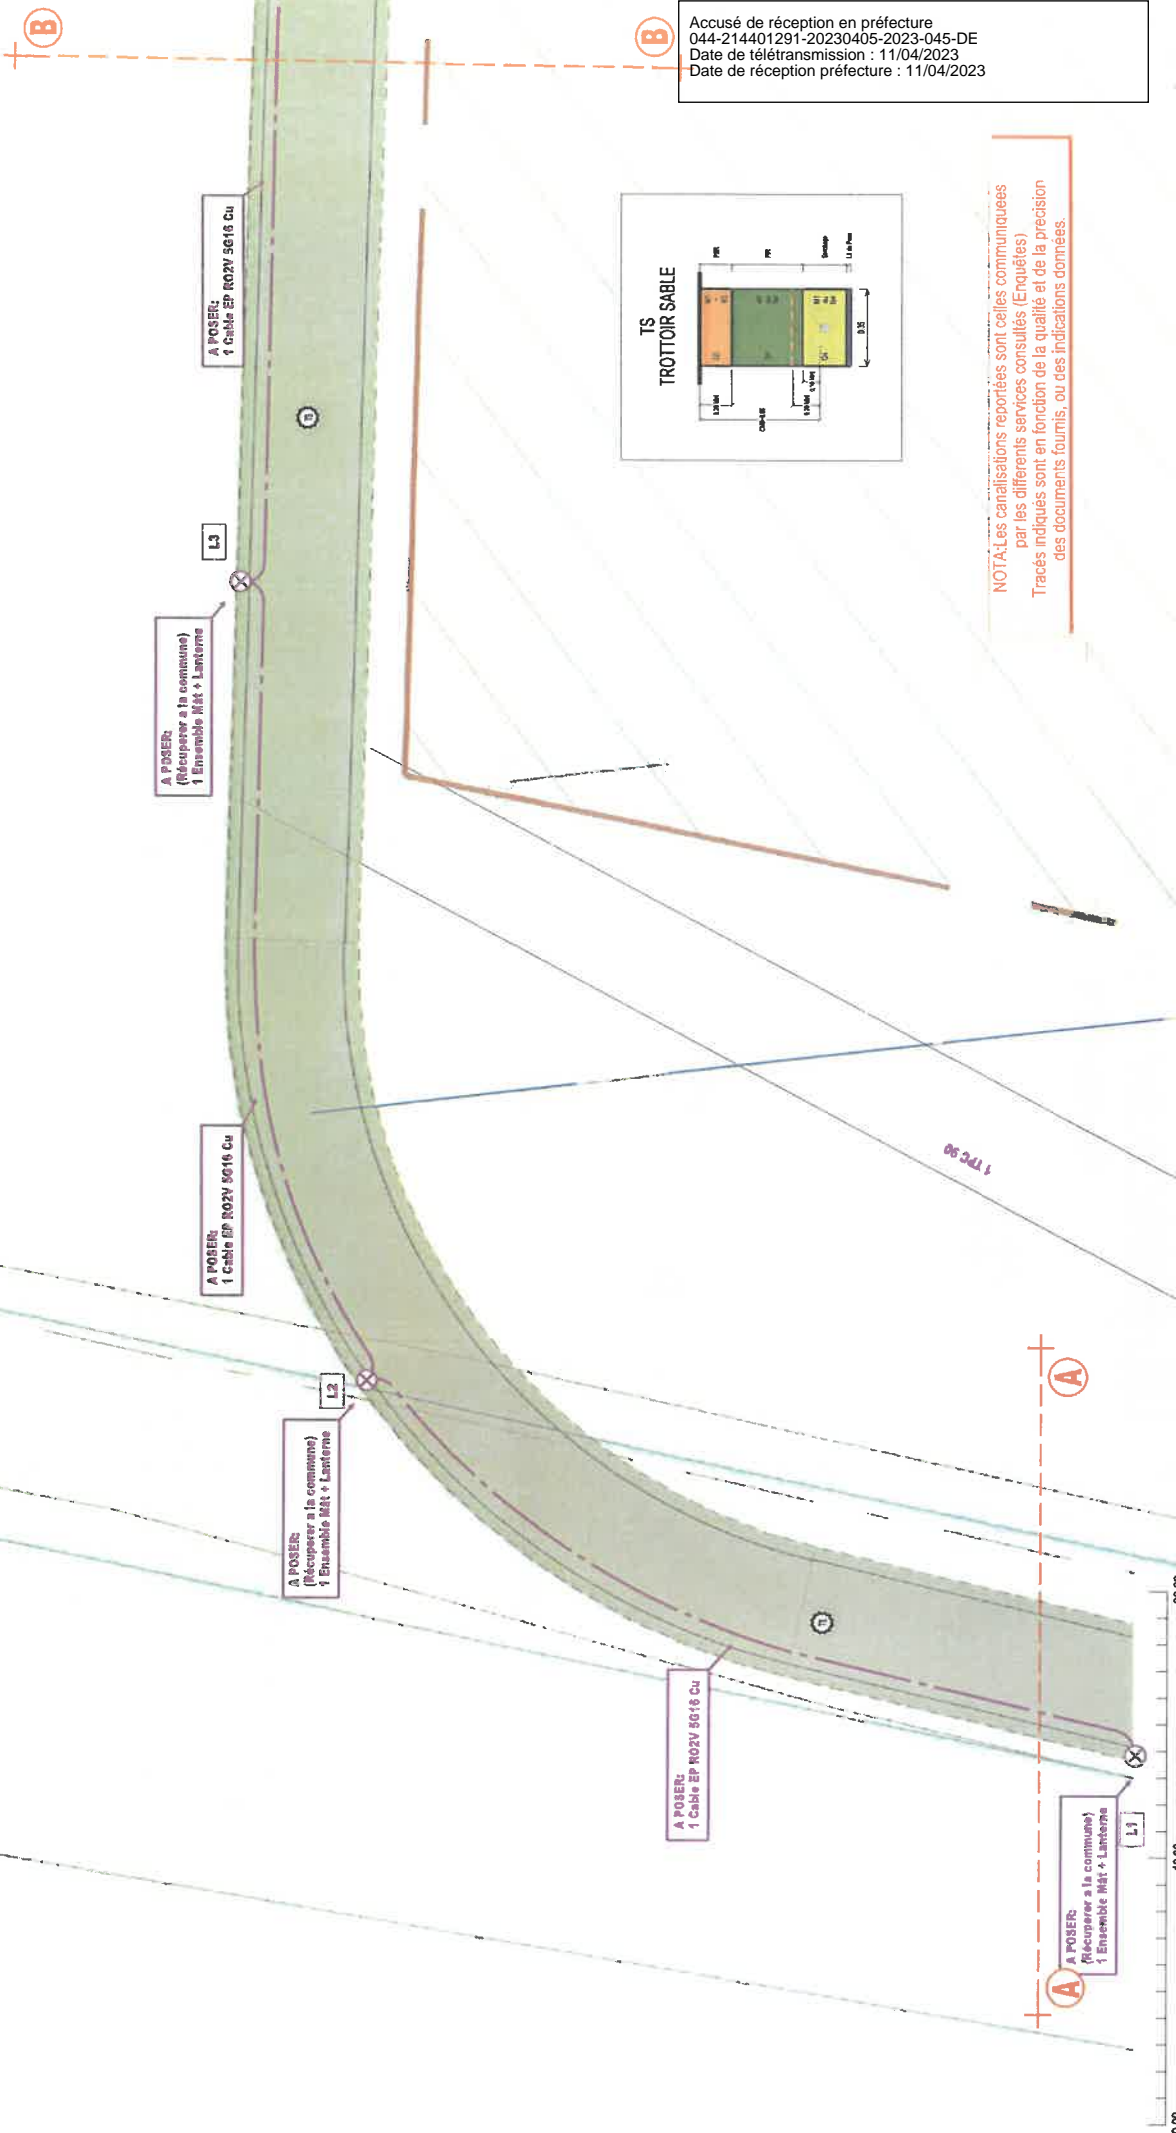 B
B
Accusé de réception en préfecture
044-214401291-20230405-2023-045-DE
Date de télétransmission : 11/04/2023
Date de réception préfecture : 11/04/2023
A POSER:
1 Cable EP RO2V 5G16 Cu
TS
TROTTOIR SABLE
0.35
NOTA:Les canalisations reportées sont celles communiquees
par les differents services consultés (Enquêtes)
Tracés indiqués sont en fonction de la qualité et de la précision
des documents fournis, ou des indications données.
L3
A POSER:
(Récuperer a la commune)
1 Ensemble Mât + Lanterne
A POSER:
1 Cable EP RO2V 5G16 Cu
1 TPC 90
L2
A POSER:
(Récuperer a la commune)
1 Ensemble Mât + Lanterne
A
A POSER:
1 Cable EP RO2V 5G16 Cu
A POSER:
(Récuperer a la commune)
1 Ensemble Mât + Lanterne
L1
A